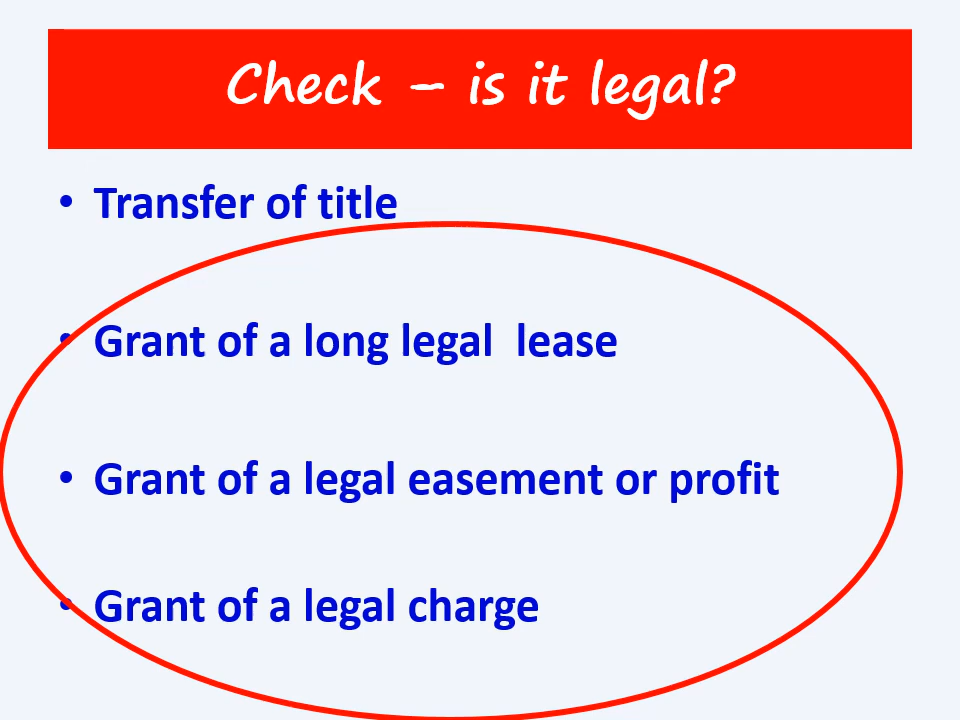 Check – is it legal?
• Transfer of title
• Grant of a long legal  lease
• Grant of a legal easement or profit
• Grant of a legal charge